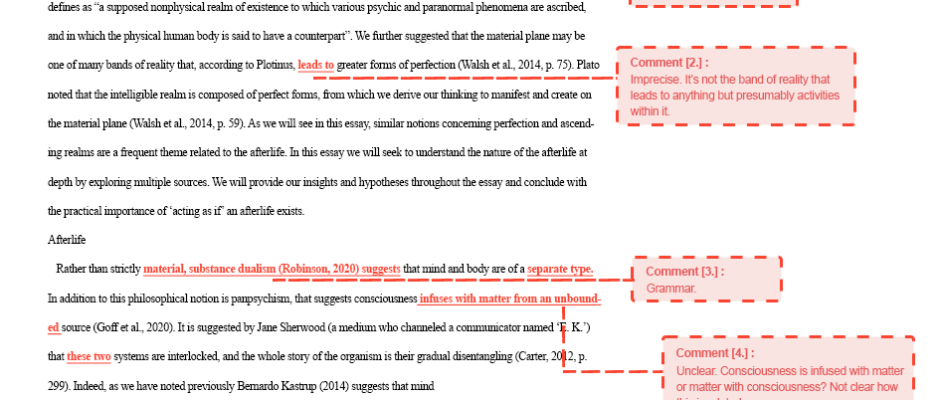 defines as “a supposed nonphysical realm of existence to which various psychic and paranormal phenomena are ascribed,
and in which the physical human body is said to have a counterpart”. We further suggested that the material plane may be
one of many bands of reality that, according to Plotinus, leads to greater forms of perfection (Walsh et al., 2014, p. 75). Plato
noted that the intelligible realm is composed of perfect forms, from which we derive our thinking to manifest and create on
the material plane (Walsh et al., 2014, p. 59). As we will see in this essay, similar notions concerning perfection and ascend-
ing realms are a frequent theme related to the afterlife. In this essay we will seek to understand the nature of the afterlife at
depth by exploring multiple sources. We will provide our insights and hypotheses throughout the essay and conclude with
the practical importance of ‘acting as if’ an afterlife exists.
Afterlife
Rather than strictly material, substance dualism (Robinson, 2020) suggests that mind and body are of a separate type.
In addition to this philosophical notion is panpsychism, that suggests consciousness infuses with matter from an unbound-
ed source (Goff et al., 2020). It is suggested by Jane Sherwood (a medium who channeled a communicator named ‘E. K.’)
that these two systems are interlocked, and the whole story of the organism is their gradual disentangling (Carter, 2012, p.
299). Indeed, as we have noted previously Bernardo Kastrup (2014) suggests that mind
Comment [2.] :
Imprecise. It's not the band of reality that
leads to anything but presumably activities
within it.
Comment [3.] :
Grammar.
Comment [4.] :
Unclear. Consciousness is infused with matter
or matter with consciousness? Not clear how